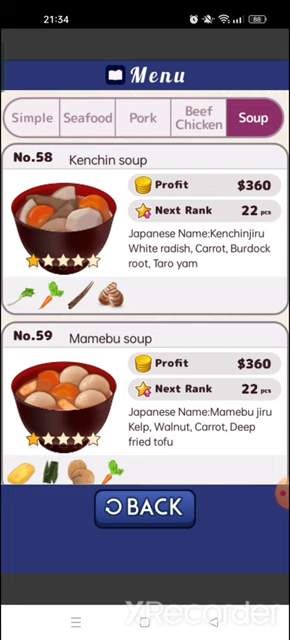 21:34
88
Menu
Simple
Seafood
Pork
Beef
Chicken
Soup
No.58 Kenchin soup
Profit $360
Next Rank 22 pcs
Japanese Name:Kenchinjiru
White radish, Carrot, Burdock
root, Taro yam
No.59 Mamebu soup
Profit $360
Next Rank 22 pcs
Japanese Name:Mamebu jiru
Kelp, Walnut, Carrot, Deep
fried tofu
BACK
XRecorder